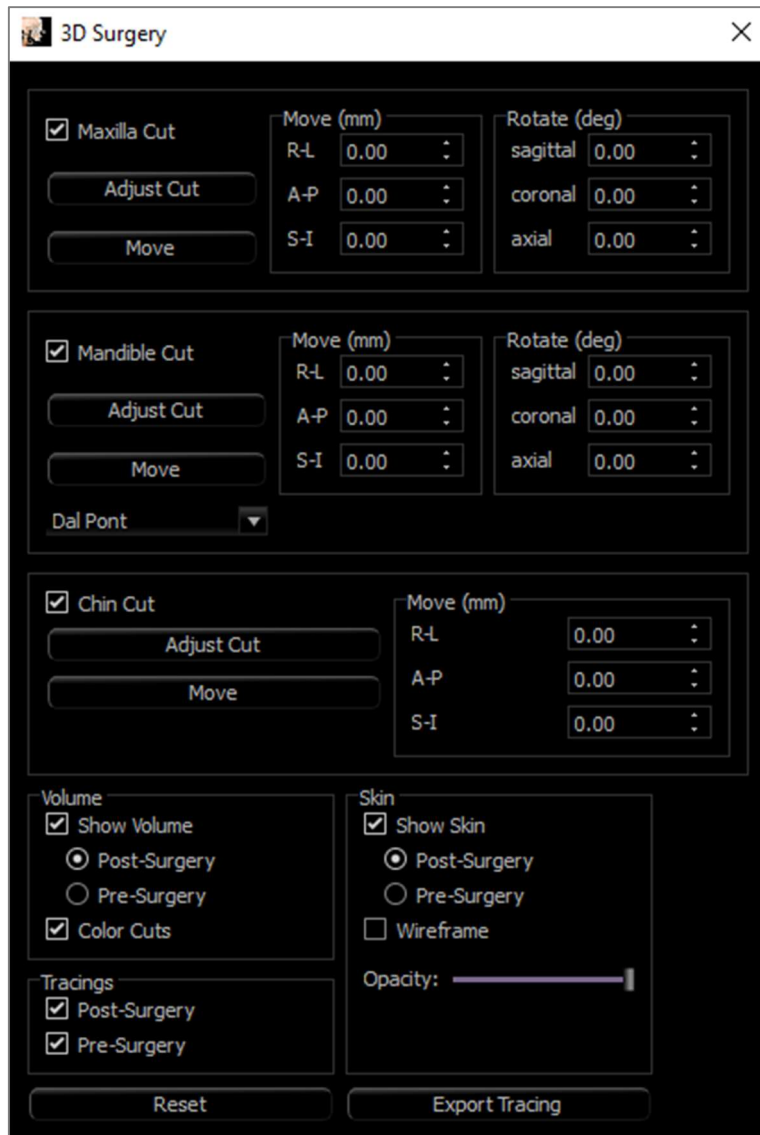 3D Surgery
Maxilla Cut
Adjust Cut
Move
Move (mm)
R-L 0.00
A-P 0.00
S-I 0.00
Rotate (deg)
sagittal 0.00
coronal 0.00
axial 0.00
Mandible Cut
Adjust Cut
Move
Dal Pont
Move (mm)
R-L 0.00
A-P 0.00
S-I 0.00
Rotate (deg)
sagittal 0.00
coronal 0.00
axial 0.00
Chin Cut
Adjust Cut
Move
Move (mm)
R-L 0.00
A-P 0.00
S-I 0.00
Volume
Show Volume
Post-Surgery
Pre-Surgery
Color Cuts
Tracings
Post-Surgery
Pre-Surgery
Skin
Show Skin
Post-Surgery
Pre-Surgery
Wireframe
Opacity:
Reset
Export Tracing